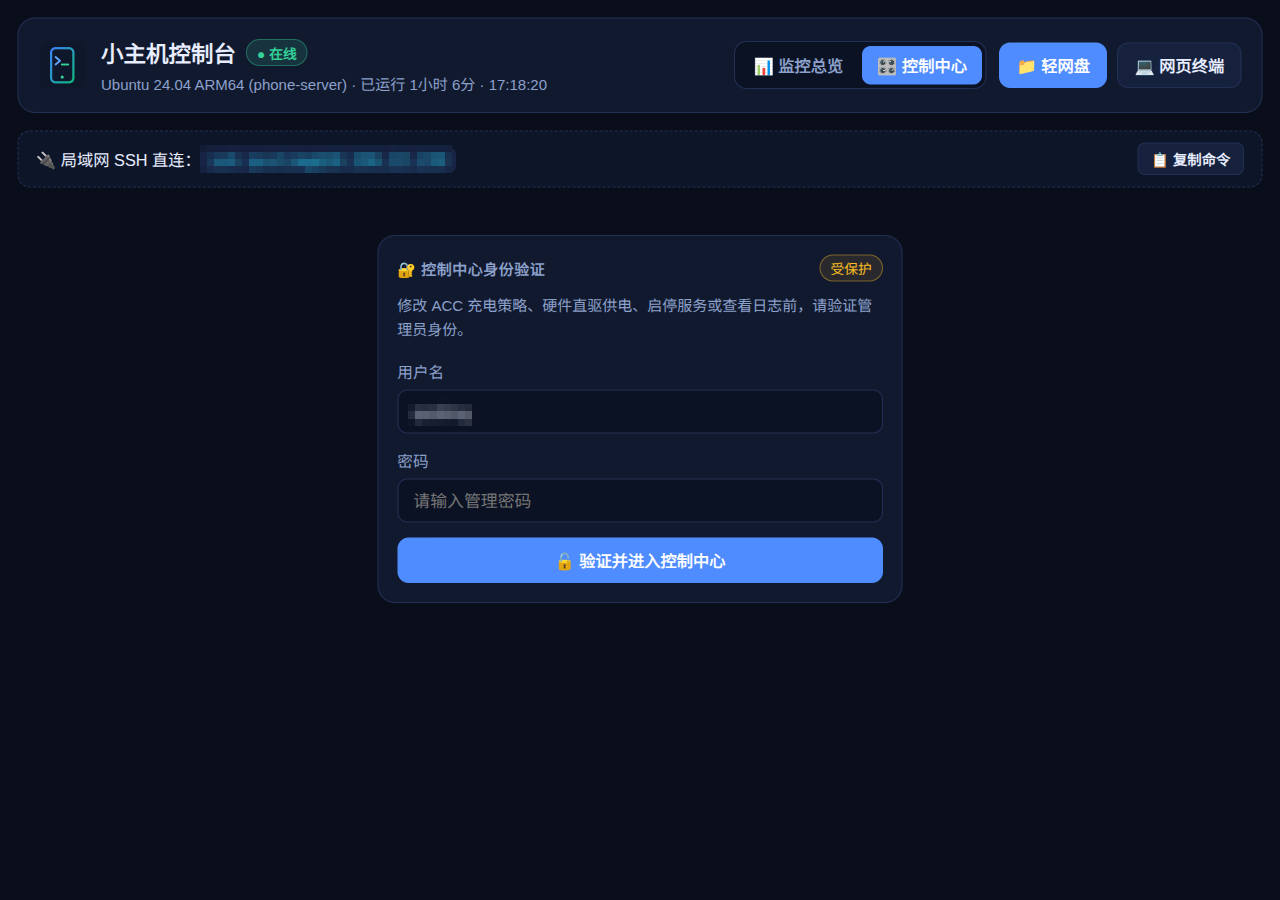 小主机控制台 ● 在线
Ubuntu 24.04 ARM64 (phone-server) · 已运行 1小时 6分 · 17:18:20
📊 监控总览 🎛️ 控制中心 📁 轻网盘 💻 网页终端
🔌 局域网 SSH 直连：
📋 复制命令
🔐 控制中心身份验证 受保护
修改 ACC 充电策略、硬件直驱供电、启停服务或查看日志前，请验证管
理员身份。
用户名
密码
请输入管理密码
🔓 验证并进入控制中心